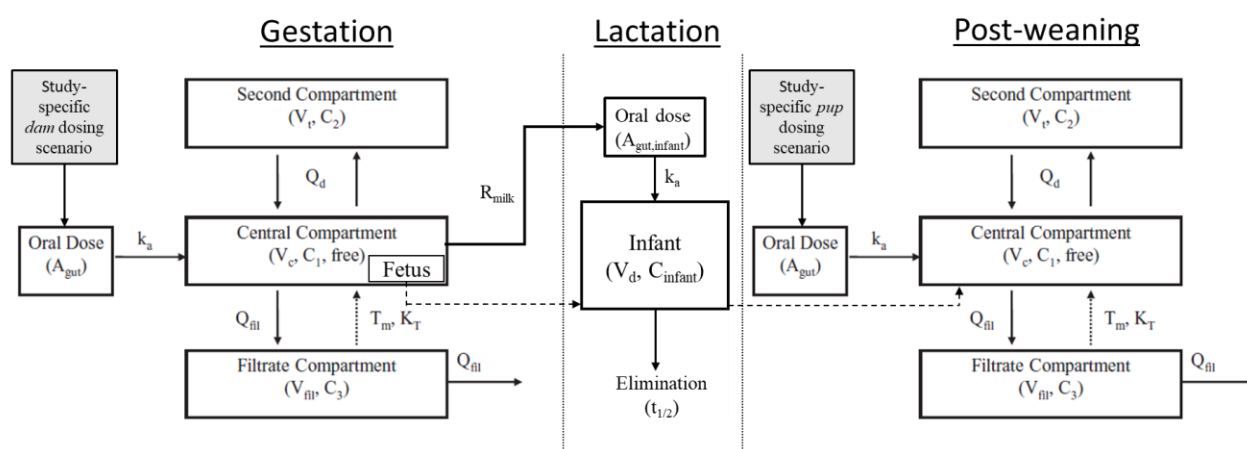 Gestation
Lactation
Post-weaning
Study-
specific
dam dosing
scenario
Second Compartment
(Vt, C2)
Qd
Oral Dose
(Agut)
ka
Central Compartment
(Vc, C1, free)
Fetus
Qfil
Tm, KT
Filtrate Compartment
(Vfil, C3)
Qfil
Rmilk
Oral dose
(Agut,infant)
ka
Infant
(Vd, Cinfant)
Elimination
(t1/2)
Study-
specific pup
dosing
scenario
Second Compartment
(Vt, C2)
Qd
Oral Dose
(Agut)
ka
Central Compartment
(Vc, C1, free)
Qfil
Tm, KT
Filtrate Compartment
(Vfil, C3)
Qfil